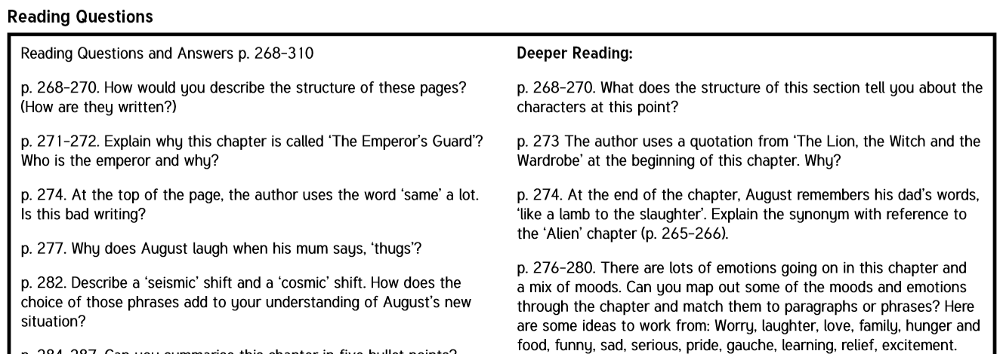 Reading Questions
Reading Questions and Answers p. 268–310
p. 268–270. How would you describe the structure of these pages?
(How are they written?)
p. 271–272. Explain why this chapter is called ‘The Emperor’s Guard’?
Who is the emperor and why?
p. 274. At the top of the page, the author uses the word ‘same’ a lot.
Is this bad writing?
p. 277. Why does August laugh when his mum says, ‘thugs’?
p. 282. Describe a ‘seismic’ shift and a ‘cosmic’ shift. How does the
choice of those phrases add to your understanding of August’s new
situation?
p. 284–287. Can you summarise this chapter in five bullet points?
Deeper Reading:
p. 268–270. What does the structure of this section tell you about the
characters at this point?
p. 273 The author uses a quotation from ‘The Lion, the Witch and the
Wardrobe’ at the beginning of this chapter. Why?
p. 274. At the end of the chapter, August remembers his dad’s words,
‘like a lamb to the slaughter’. Explain the synonym with reference to
the ‘Alien’ chapter (p. 265–266).
p. 276–280. There are lots of emotions going on in this chapter and
a mix of moods. Can you map out some of the moods and emotions
through the chapter and match them to paragraphs or phrases? Here
are some ideas to work from: Worry, laughter, love, family, hunger and
food, funny, sad, serious, pride, gauche, learning, relief, excitement.